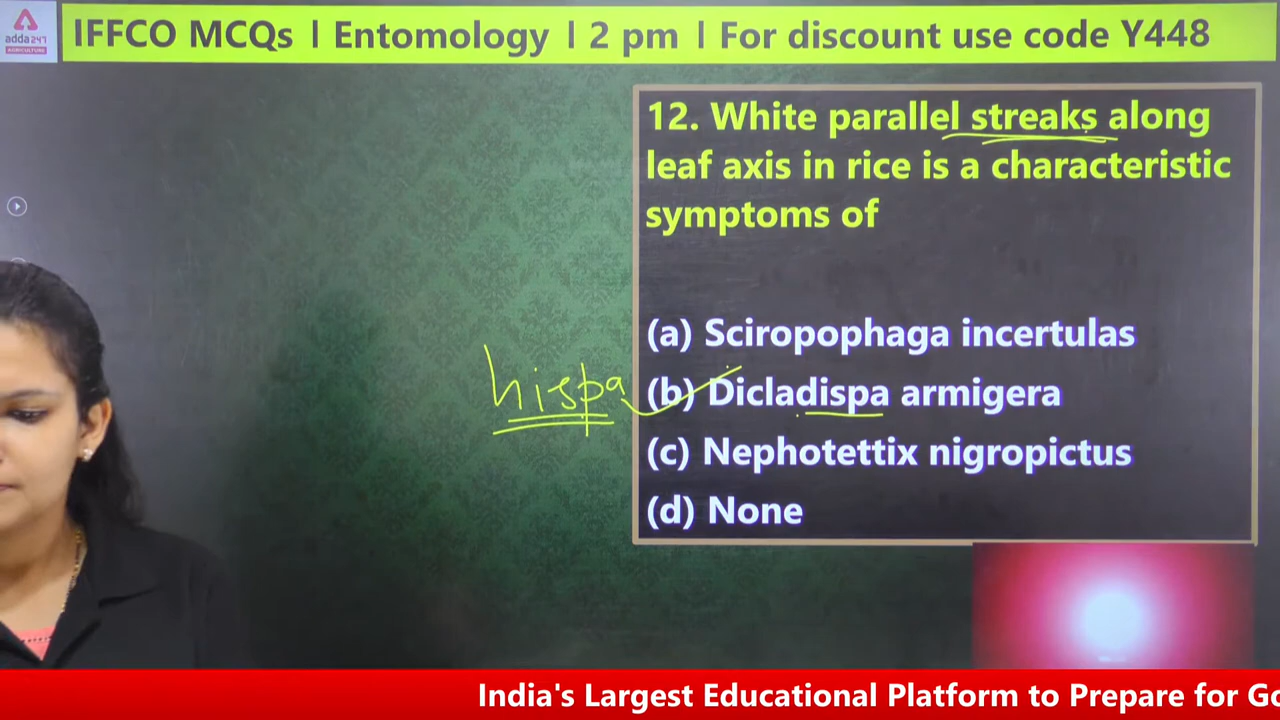 adda247
AGRICULTURE
IFFCO MCQs I Entomology I 2 pm I For discount use code Y448
12. White parallel streaks along
leaf axis in rice is a characteristic
symptoms of
(a) Sciropophaga incertulas
hispa
(b) Dicladispa armigera
(c) Nephotettix nigropictus
(d) None
India's Largest Educational Platform to Prepare for Go